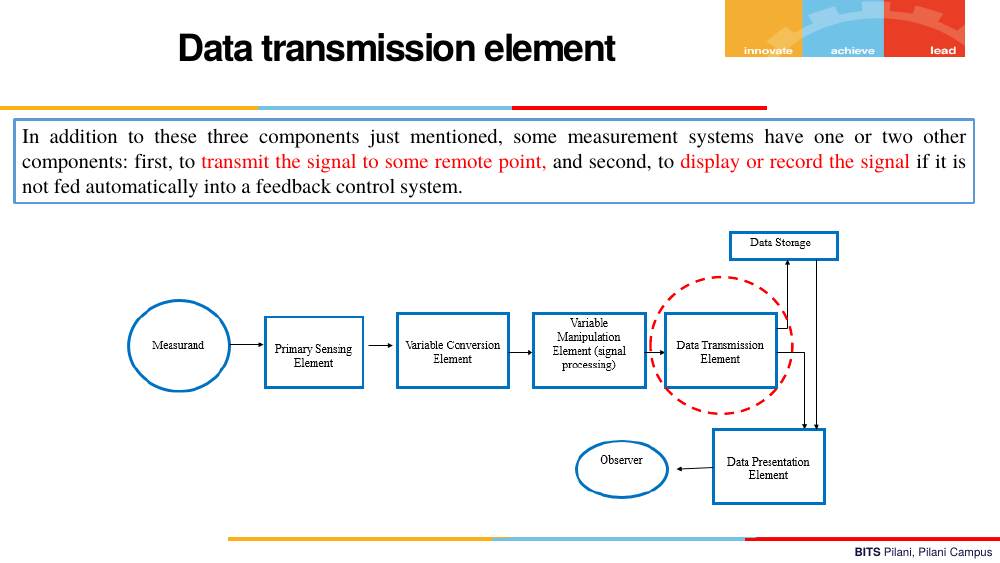 Data transmission element
innovate achieve lead
In addition to these three components just mentioned, some measurement systems have one or two other
components: first, to transmit the signal to some remote point, and second, to display or record the signal if it is
not fed automatically into a feedback control system.
Data Storage
Measurand
Primary Sensing
Element
Variable Conversion
Element
Variable
Manipulation
Element (signal
processing)
Data Transmission
Element
Observer
Data Presentation
Element
BITS Pilani, Pilani Campus